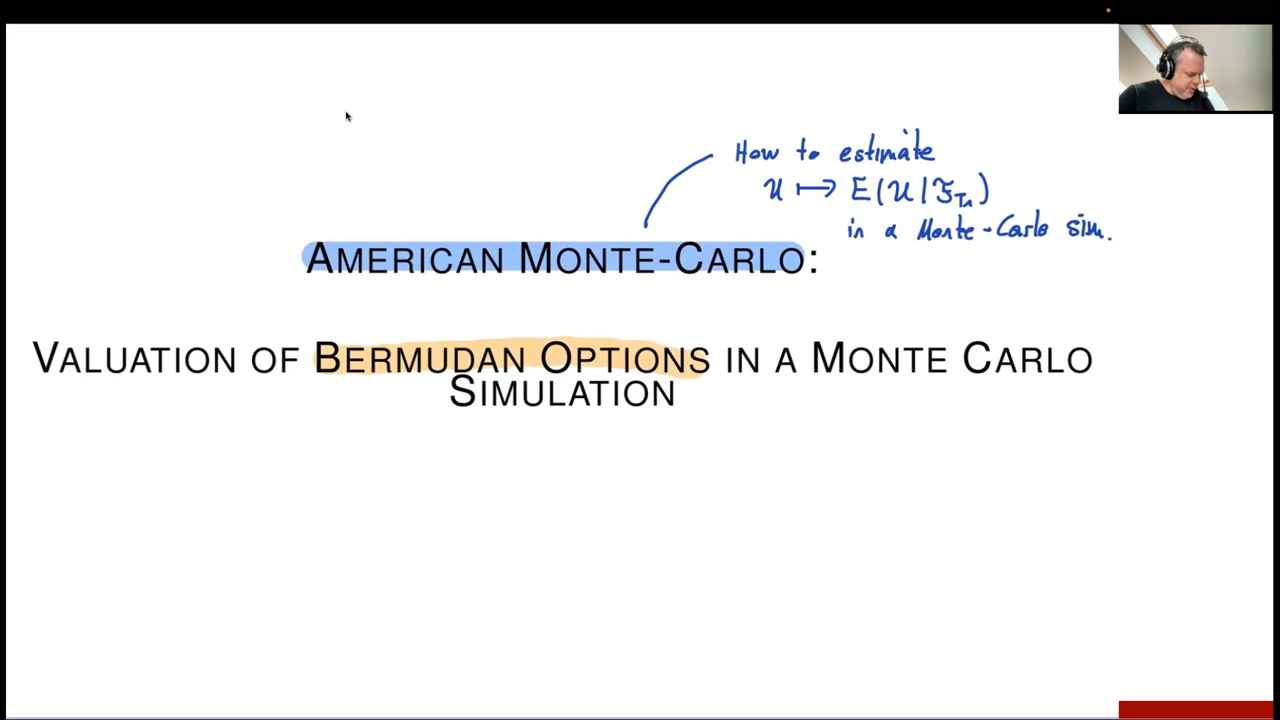 How to estimate
U ↦ E(U | F_Tn)
in a Monte-Carlo sim.
AMERICAN MONTE-CARLO:
VALUATION OF BERMUDAN OPTIONS IN A MONTE CARLO
SIMULATION